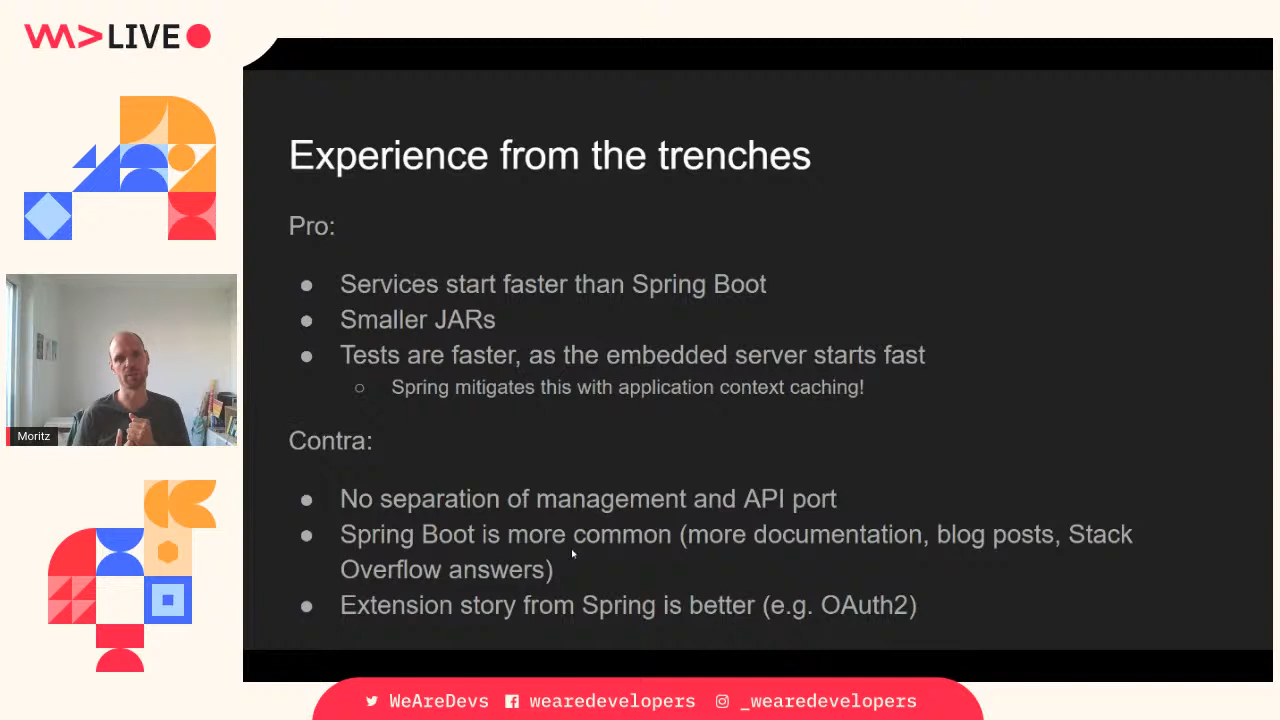 LIVE
Experience from the trenches
Pro:
Services start faster than Spring Boot
Smaller JARs
Tests are faster, as the embedded server starts fast
Spring mitigates this with application context caching!
Contra:
No separation of management and API port
Spring Boot is more common (more documentation, blog posts, Stack
Overflow answers)
Extension story from Spring is better (e.g. OAuth2)
Moritz
WeAreDevs wearedevelopers _wearedevelopers